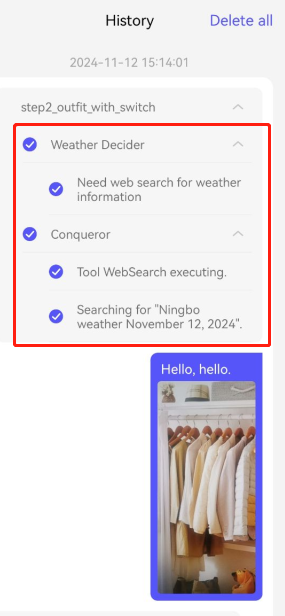 History
Delete all
2024-11-12 15:14:01
step2_outfit_with_switch
Weather Decider
Need web search for weather
information
Conqueror
Tool WebSearch executing.
Searching for "Ningbo
weather November 12, 2024".
Hello, hello.